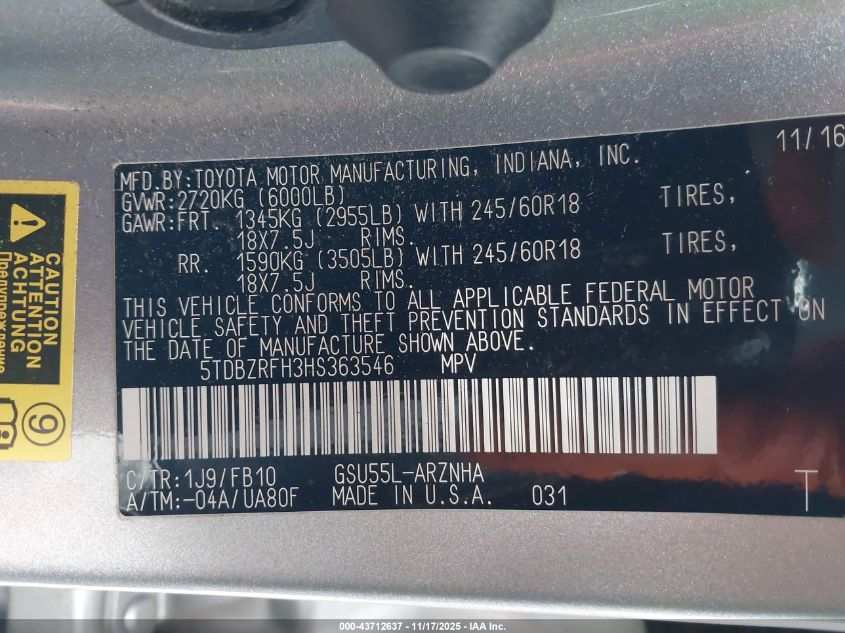 11/16
MFD.BY:TOYOTA MOTOR MANUFACTURING, INDIANA, INC.
GVWR:2720KG (6000LB)
GAWR:FRT. 1345KG (2955LB) WITH 245/60R18 TIRES,
18X7.5J RIMS.
RR. 1590KG (3505LB) WITH 245/60R18 TIRES,
18X7.5J RIMS.
THIS VEHICLE CONFORMS TO ALL APPLICABLE FEDERAL MOTOR
VEHICLE SAFETY AND THEFT PREVENTION STANDARDS IN EFFECT ON
THE DATE OF MANUFACTURE SHOWN ABOVE.
5TDBZRFH3HS363546 MPV
C/TR:1J9/FB10 GSU55L-ARZNHA
A/TM:-04A/UA80F MADE IN U.S.A. 031 T
CAUTION
ATTENTION
ACHTUNG
Предупреждение
9
000-43712637 - 11/17/2025 - IAA Inc.